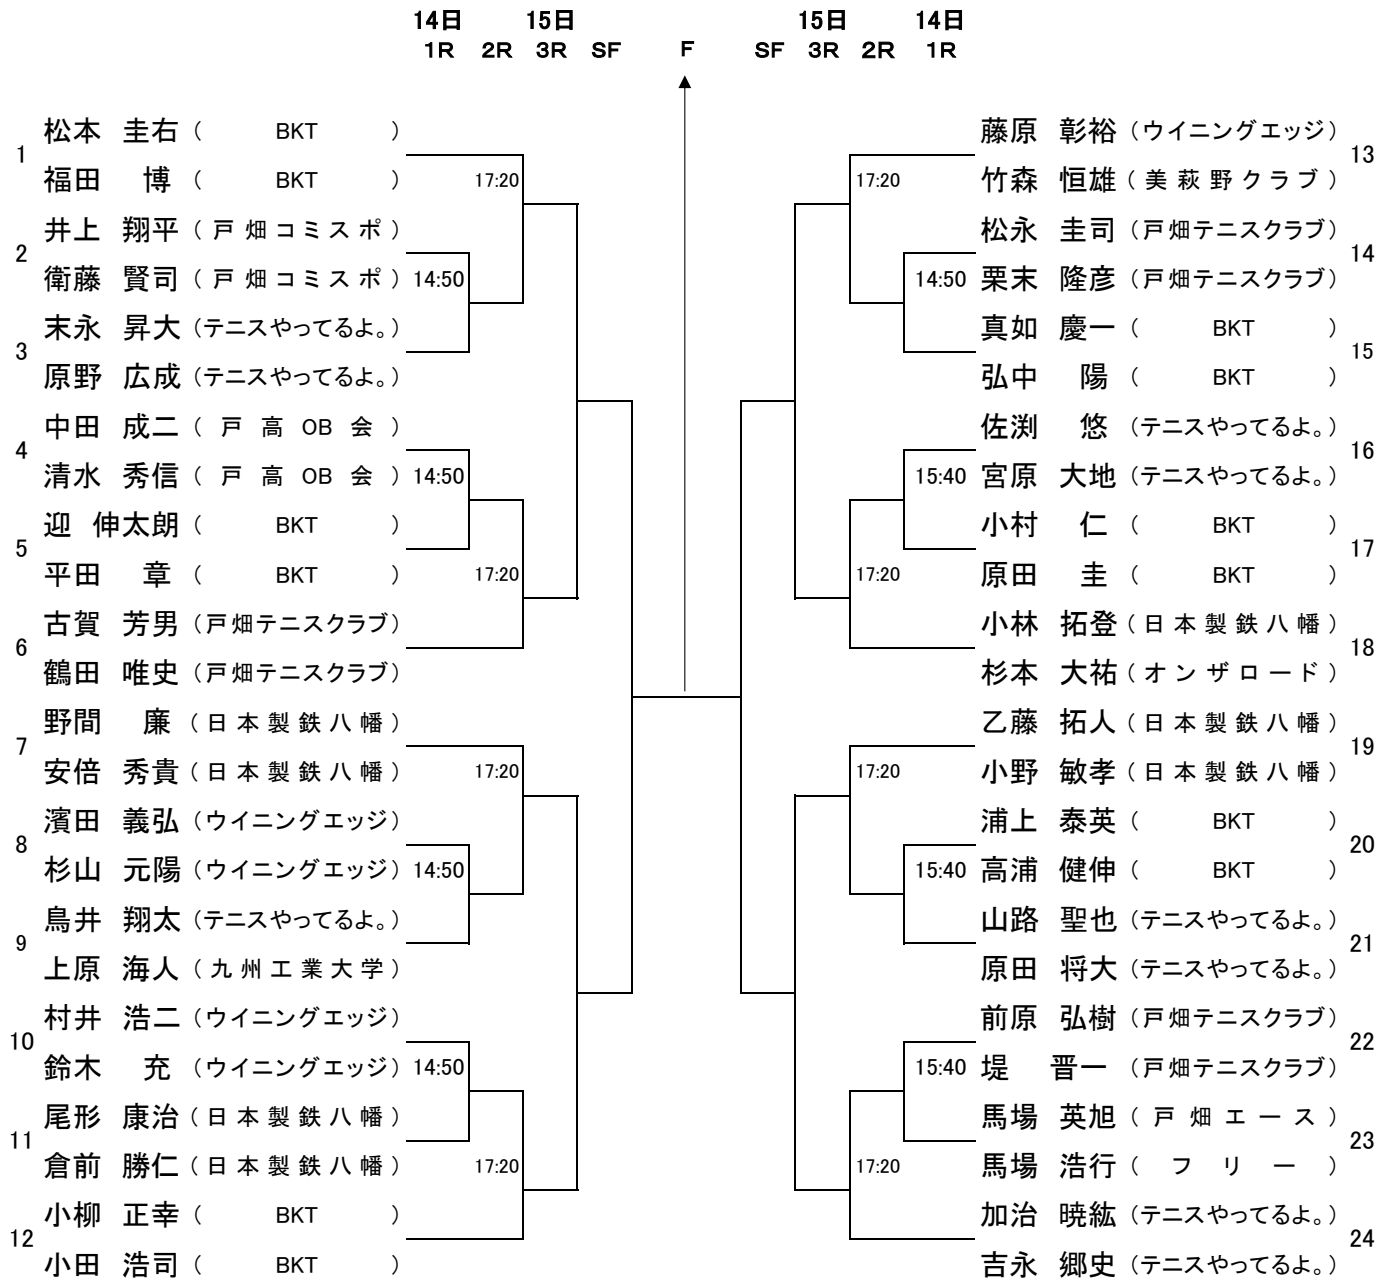 14日 15日 15日 14日
1R 2R 3R SF F SF 3R 2R 1R
松本 圭右 ( BKT )
1
福田 博 ( BKT ) 17:20
井上 翔平 (戸畑コミスポ)
2
衛藤 賢司 (戸畑コミスポ) 14:50
末永 昇大 (テニスやってるよ。)
3
原野 広成 (テニスやってるよ。)
中田 成二 (戸高OB会)
4
清水 秀信 (戸高OB会) 14:50
迎 伸太朗 ( BKT )
5
平田 章 ( BKT ) 17:20
古賀 芳男 (戸畑テニスクラブ)
6
鶴田 唯史 (戸畑テニスクラブ)
野間 廉 (日本製鉄八幡)
7
安倍 秀貴 (日本製鉄八幡) 17:20
濱田 義弘 (ウイニングエッジ)
8
杉山 元陽 (ウイニングエッジ) 14:50
鳥井 翔太 (テニスやってるよ。)
9
上原 海人 (九州工業大学)
村井 浩二 (ウイニングエッジ)
10
鈴木 充 (ウイニングエッジ) 14:50
尾形 康治 (日本製鉄八幡)
11
倉前 勝仁 (日本製鉄八幡) 17:20
小柳 正幸 ( BKT )
12
小田 浩司 ( BKT )
藤原 彰裕 (ウイニングエッジ)
13
17:20 竹森 恒雄 (美萩野クラブ)
松永 圭司 (戸畑テニスクラブ)
14
14:50 栗末 隆彦 (戸畑テニスクラブ)
真如 慶一 ( BKT )
15
弘中 陽 ( BKT )
佐渕 悠 (テニスやってるよ。)
16
15:40 宮原 大地 (テニスやってるよ。)
小村 仁 ( BKT )
17
17:20 原田 圭 ( BKT )
小林 拓登 (日本製鉄八幡)
18
杉本 大祐 (オンザロード)
乙藤 拓人 (日本製鉄八幡)
19
17:20 小野 敏孝 (日本製鉄八幡)
浦上 泰英 ( BKT )
20
15:40 高浦 健伸 ( BKT )
山路 聖也 (テニスやってるよ。)
21
原田 将大 (テニスやってるよ。)
前原 弘樹 (戸畑テニスクラブ)
22
15:40 堤 晋一 (戸畑テニスクラブ)
馬場 英旭 (戸畑エース)
23
17:20 馬場 浩行 (フリー)
加治 暁紘 (テニスやってるよ。)
24
吉永 郷史 (テニスやってるよ。)